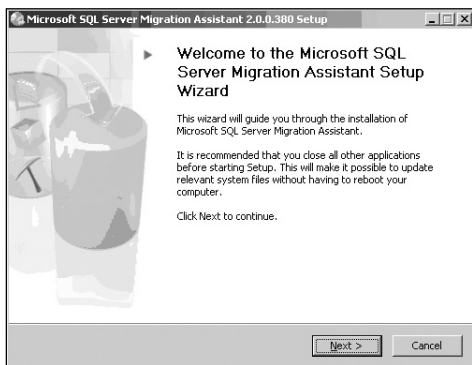 Microsoft SQL Server Migration Assistant 2.0.0.380 Setup
Welcome to the Microsoft SQL
Server Migration Assistant Setup
Wizard
This wizard will guide you through the installation of
Microsoft SQL Server Migration Assistant.
It is recommended that you close all other applications
before starting Setup. This will make it possible to update
relevant system files without having to reboot your
computer.
Click Next to continue.
Next >
Cancel